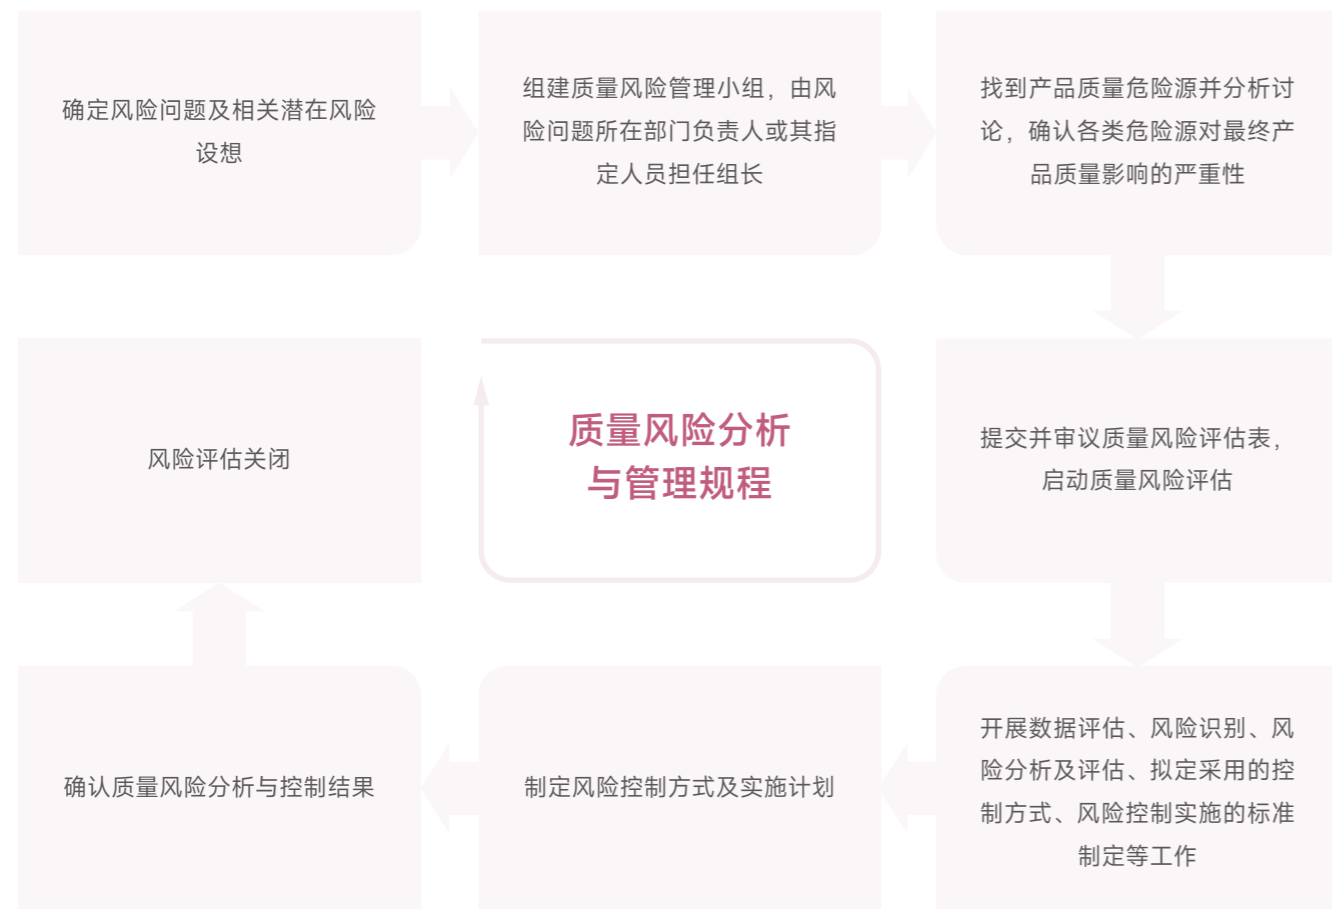 确定风险问题及相关潜在风险
设想
组建质量风险管理小组，由风
险问题所在部门负责人或其指
定人员担任组长
找到产品质量危险源并分析讨
论，确认各类危险源对最终产
品质量影响的严重性
提交并审议质量风险评估表，
启动质量风险评估
开展数据评估、风险识别、风
险分析及评估、拟定采用的控
制方式、风险控制实施的标准
制定等工作
制定风险控制方式及实施计划
确认质量风险分析与控制结果
风险评估关闭
质量风险分析
与管理规程